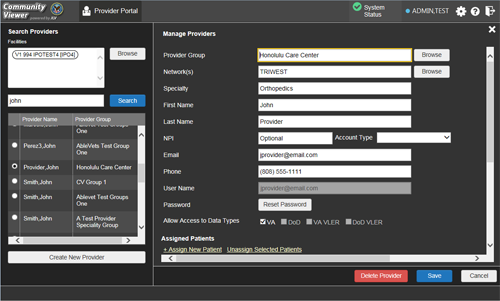 Community
Viewer
powered by JLV
Provider Portal
System
Status
ADMIN,TEST
Search Providers
Facilities
V1 994 IPOTEST4 [IPO4]
Browse
john
Search
Provider Name
Provider Group
One
Perez3,John
AbleVets Test Group
One
Provider,John
Honolulu Care Center
Smith,John
CV Group 1
Smith,John
Ablevet Test Groups
One
Smith,John
A Test Provider
Speciality Group
Create New Provider
Manage Providers
Provider Group
Honolulu Care Center
Browse
Network(s)
TRIWEST
Browse
Specialty
Orthopedics
First Name
John
Last Name
Provider
NPI
Optional
Account Type
Email
jprovider@email.com
Phone
(808) 555-1111
User Name
jprovider@email.com
Password
Reset Password
Allow Access to Data Types
VA
DoD
VA VLER
DoD VLER
Assigned Patients
+ Assign New Patient
Unassign Selected Patients
Delete Provider
Save
Cancel